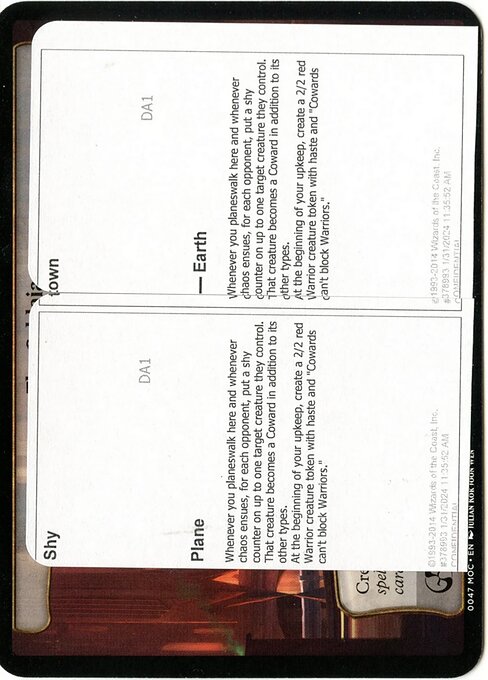 Shy
DA1
Plane
Whenever you planeswalk here and whenever
chaos ensues, for each opponent, put a shy
counter on up to one target creature they control.
That creature becomes a Coward in addition to its
other types.
At the beginning of your upkeep, create a 2/2 red
Warrior creature token with haste and "Cowards
can't block Warriors."
©1993-2014 Wizards of the Coast, Inc.
#378993 1/31/2024 11:35:52 AM
CONFIDENTIAL
town
DA1
— Earth
Whenever you planeswalk here and whenever
chaos ensues, for each opponent, put a shy
counter on up to one target creature they control.
That creature becomes a Coward in addition to its
other types.
At the beginning of your upkeep, create a 2/2 red
Warrior creature token with haste and "Cowards
can't block Warriors."
©1993-2014 Wizards of the Coast, Inc.
#378993 1/31/2024 11:35:52 AM
CONFIDENTIAL
0047 MOC • EN JULIAN KOK JOON WEN